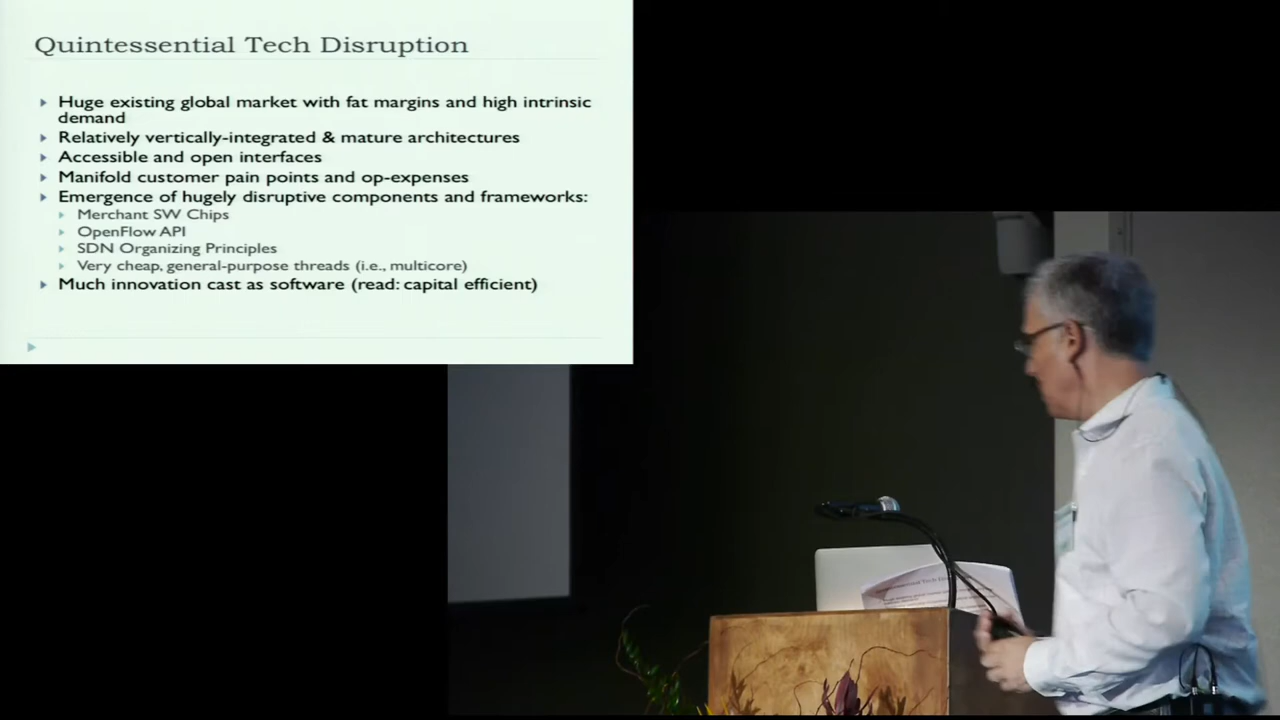 Quintessential Tech Disruption
Huge existing global market with fat margins and high intrinsic
demand
Relatively vertically-integrated & mature architectures
Accessible and open interfaces
Manifold customer pain points and op-expenses
Emergence of hugely disruptive components and frameworks:
Merchant SW Chips
OpenFlow API
SDN Organizing Principles
Very cheap, general-purpose threads (i.e., multicore)
Much innovation cast as software (read: capital efficient)